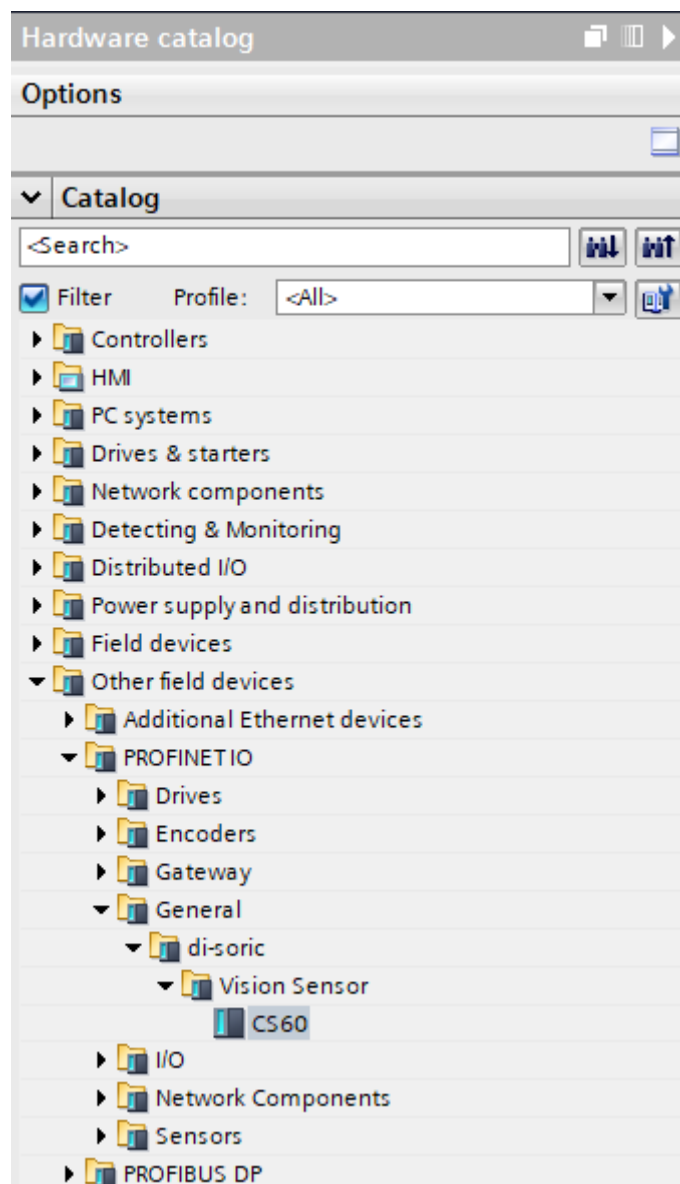 Hardware catalog
Options
Catalog
<Search>
Filter Profile: <All>
Controllers
HMI
PC systems
Drives & starters
Network components
Detecting & Monitoring
Distributed I/O
Power supply and distribution
Field devices
Other field devices
Additional Ethernet devices
PROFINET IO
Drives
Encoders
Gateway
General
di-soric
Vision Sensor
CS60
I/O
Network Components
Sensors
PROFIBUS DP